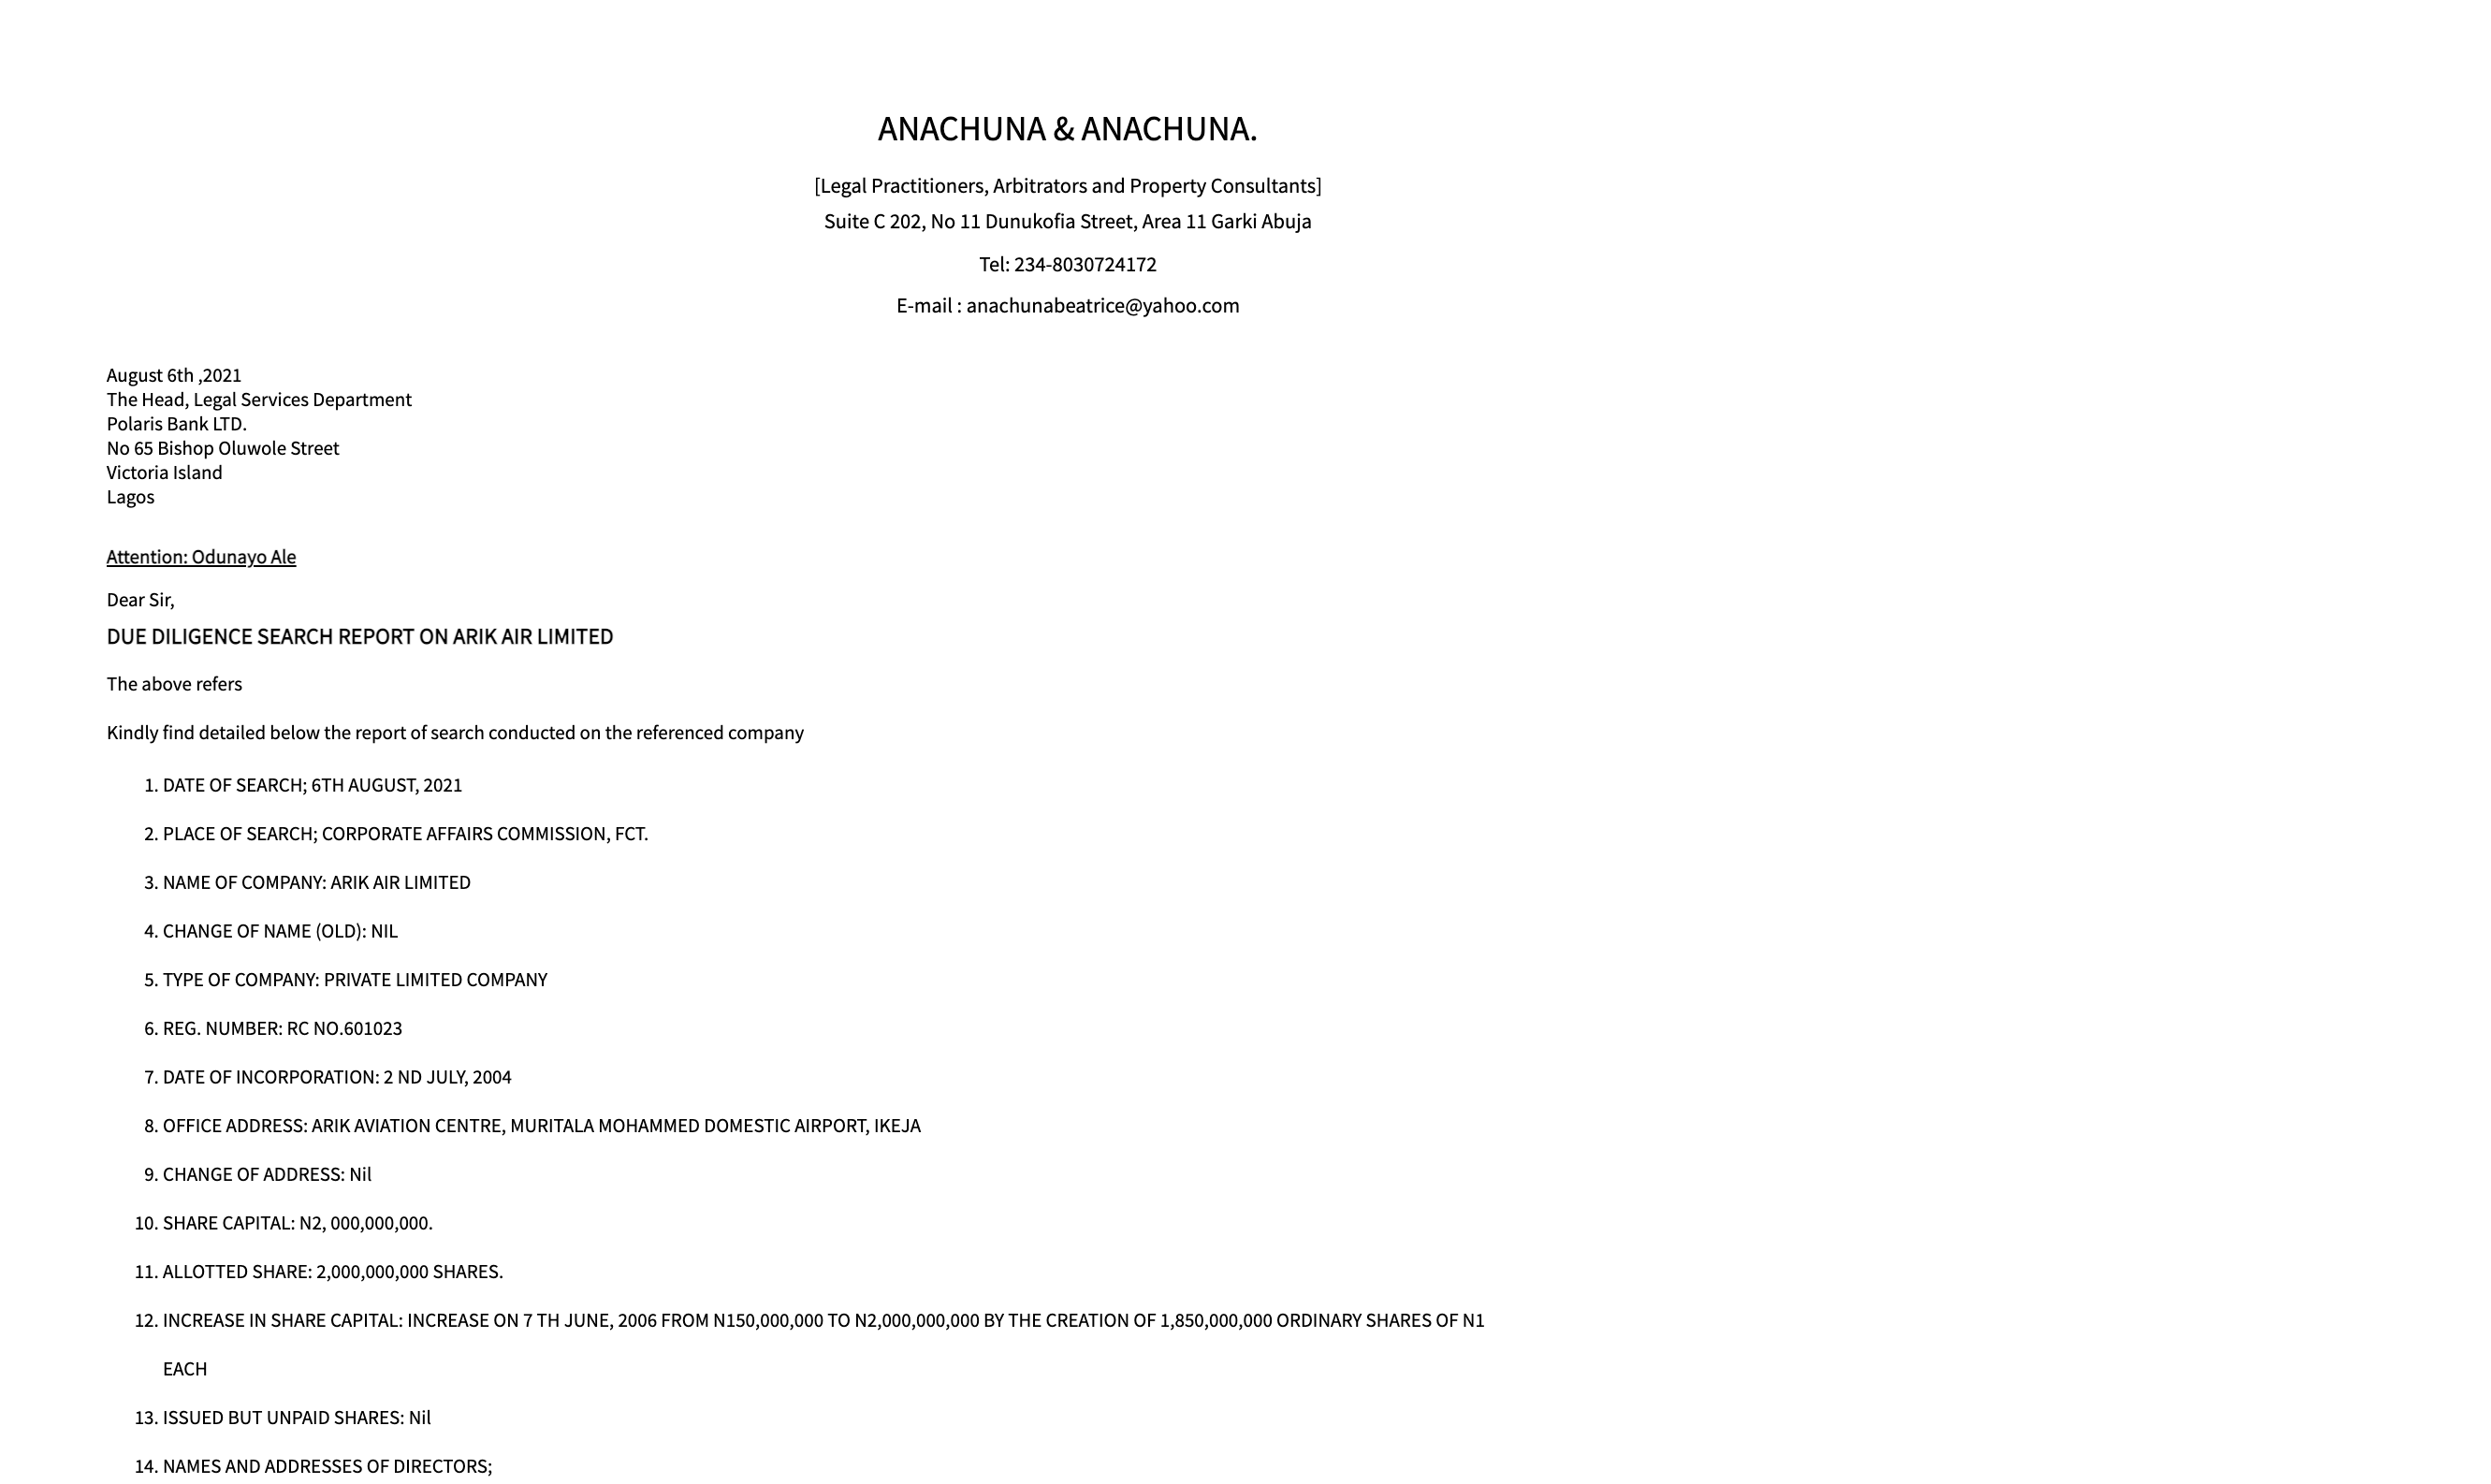 ANACHUNA & ANACHUNA.
[Legal Practitioners, Arbitrators and Property Consultants]
Suite C 202, No 11 Dunukofia Street, Area 11 Garki Abuja
Tel: 234-8030724172
E-mail : anachunabeatrice@yahoo.com
August 6th ,2021
The Head, Legal Services Department
Polaris Bank LTD.
No 65 Bishop Oluwole Street
Victoria Island
Lagos
Attention: Odunayo Ale
Dear Sir,
DUE DILIGENCE SEARCH REPORT ON ARIK AIR LIMITED
The above refers
Kindly find detailed below the report of search conducted on the referenced company
1. DATE OF SEARCH; 6TH AUGUST, 2021
2. PLACE OF SEARCH; CORPORATE AFFAIRS COMMISSION, FCT.
3. NAME OF COMPANY: ARIK AIR LIMITED
4. CHANGE OF NAME (OLD): NIL
5. TYPE OF COMPANY: PRIVATE LIMITED COMPANY
6. REG. NUMBER: RC NO.601023
7. DATE OF INCORPORATION: 2 ND JULY, 2004
8. OFFICE ADDRESS: ARIK AVIATION CENTRE, MURITALA MOHAMMED DOMESTIC AIRPORT, IKEJA
9. CHANGE OF ADDRESS: Nil
10. SHARE CAPITAL: N2, 000,000,000.
11. ALLOTTED SHARE: 2,000,000,000 SHARES.
12. INCREASE IN SHARE CAPITAL: INCREASE ON 7 TH JUNE, 2006 FROM N150,000,000 TO N2,000,000,000 BY THE CREATION OF 1,850,000,000 ORDINARY SHARES OF N1
EACH
13. ISSUED BUT UNPAID SHARES: Nil
14. NAMES AND ADDRESSES OF DIRECTORS;